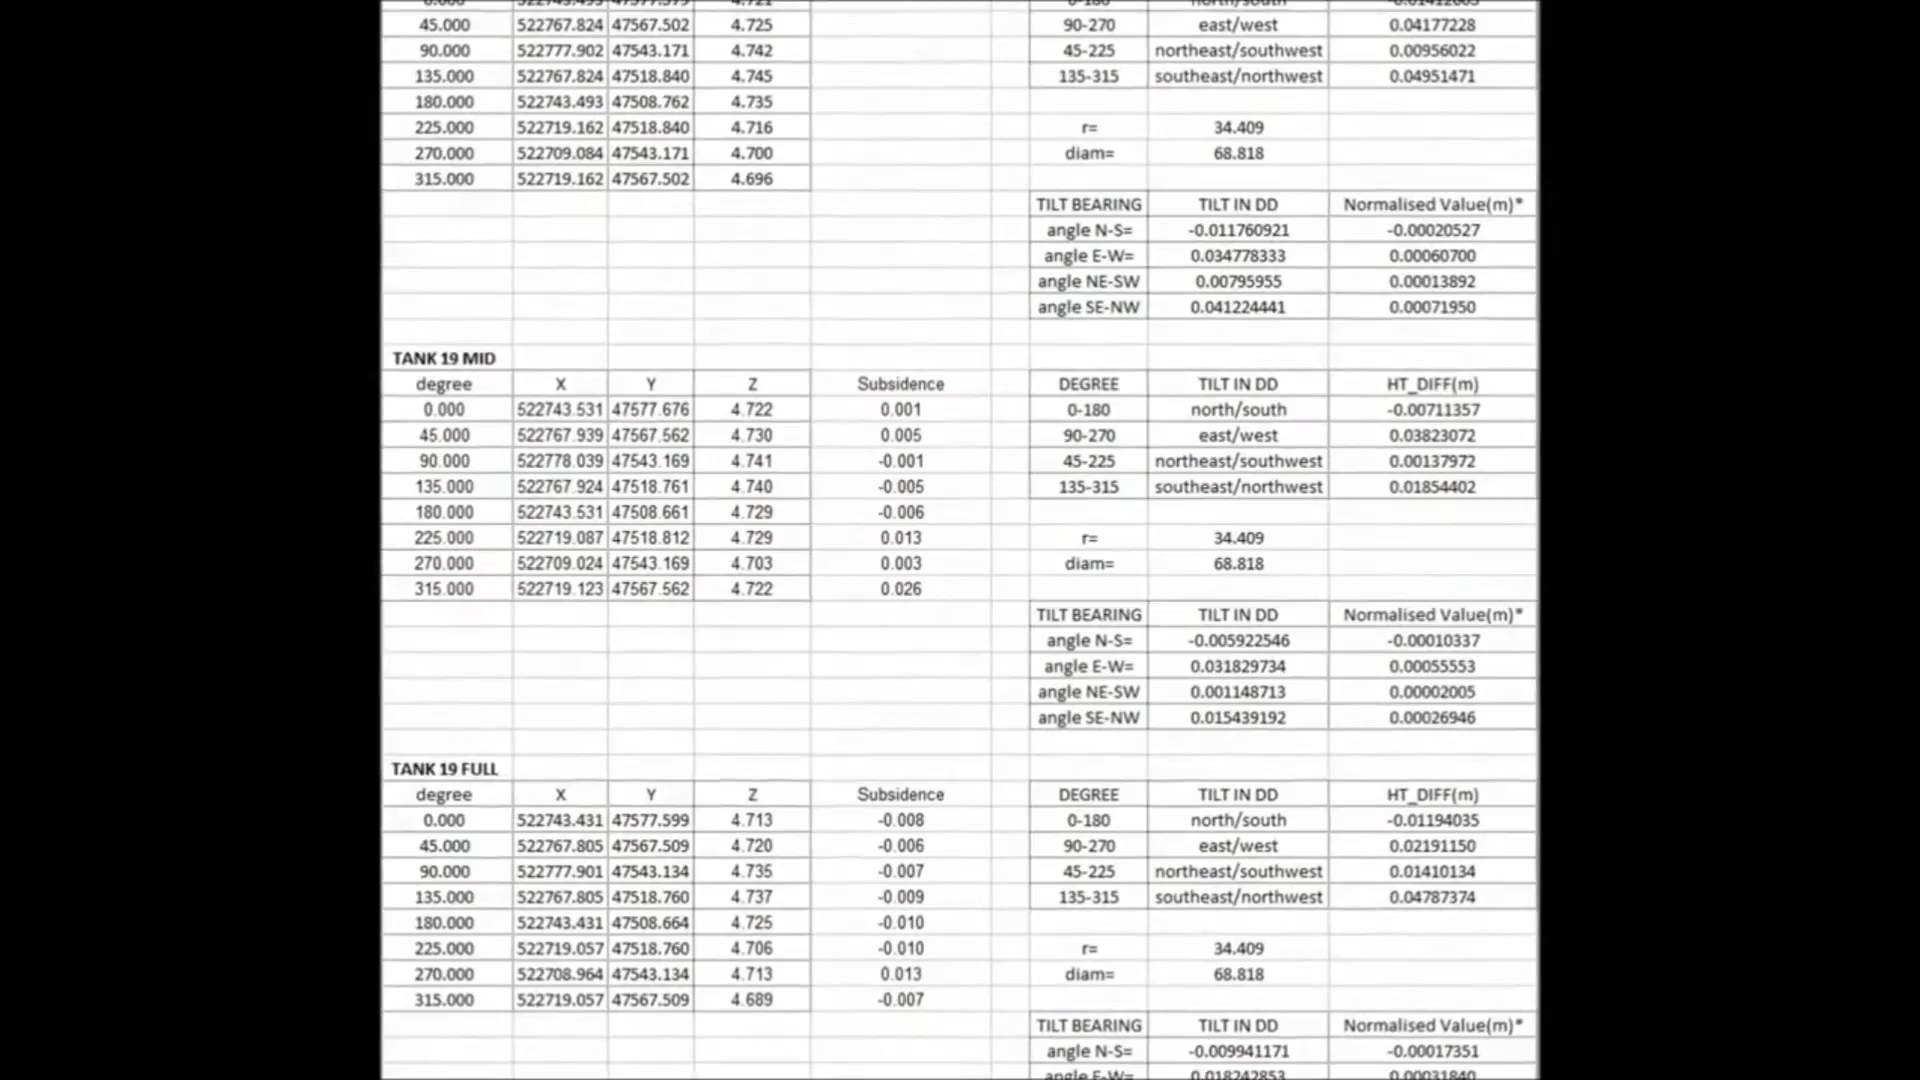 45.000 522767.824 47567.502 4.725 90-270 east/west 0.04177228
90.000 522777.902 47543.171 4.742 45-225 northeast/southwest 0.00956022
135.000 522767.824 47518.840 4.745 135-315 southeast/northwest 0.04951471
180.000 522743.493 47508.762 4.735
225.000 522719.162 47518.840 4.716 r= 34.409
270.000 522709.084 47543.171 4.700 diam= 68.818
315.000 522719.162 47567.502 4.696
TILT BEARING TILT IN DD Normalised Value(m)*
angle N-S= -0.011760921 -0.00020527
angle E-W= 0.034778333 0.00060700
angle NE-SW 0.00795955 0.00013892
angle SE-NW 0.041224441 0.00071950
TANK 19 MID
degree X Y Z Subsidence DEGREE TILT IN DD HT_DIFF(m)
0.000 522743.531 47577.676 4.722 0.001 0-180 north/south -0.00711357
45.000 522767.939 47567.562 4.730 0.005 90-270 east/west 0.03823072
90.000 522778.039 47543.169 4.741 -0.001 45-225 northeast/southwest 0.00137972
135.000 522767.924 47518.761 4.740 -0.005 135-315 southeast/northwest 0.01854402
180.000 522743.531 47508.661 4.729 -0.006
225.000 522719.087 47518.812 4.729 0.013 r= 34.409
270.000 522709.024 47543.169 4.703 0.003 diam= 68.818
315.000 522719.123 47567.562 4.722 0.026
TILT BEARING TILT IN DD Normalised Value(m)*
angle N-S= -0.005922546 -0.00010337
angle E-W= 0.031829734 0.00055553
angle NE-SW 0.001148713 0.00002005
angle SE-NW 0.015439192 0.00026946
TANK 19 FULL
degree X Y Z Subsidence DEGREE TILT IN DD HT_DIFF(m)
0.000 522743.431 47577.599 4.713 -0.008 0-180 north/south -0.01194035
45.000 522767.805 47567.509 4.720 -0.006 90-270 east/west 0.02191150
90.000 522777.901 47543.134 4.735 -0.007 45-225 northeast/southwest 0.01410134
135.000 522767.805 47518.760 4.737 -0.009 135-315 southeast/northwest 0.04787374
180.000 522743.431 47508.664 4.725 -0.010
225.000 522719.057 47518.760 4.706 -0.010 r= 34.409
270.000 522708.964 47543.134 4.713 0.013 diam= 68.818
315.000 522719.057 47567.509 4.689 -0.007
TILT BEARING TILT IN DD Normalised Value(m)*
angle N-S= -0.009941171 -0.00017351
angle E-W= 0.018242853 0.00031840